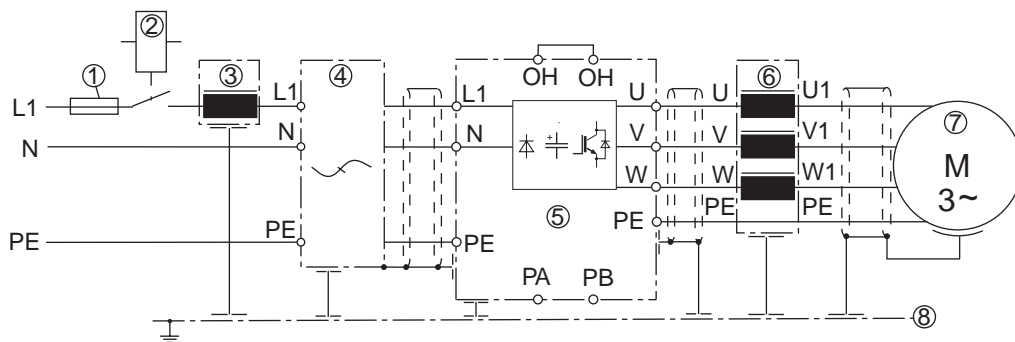 ②
OH OH
① ③ ④ ⑥
L1 L1 L1 U U U1
⑦
N N N + V V V1
M
W W W1
3~
⑤
PE PE PE PE PE PE
PA PB
⑧